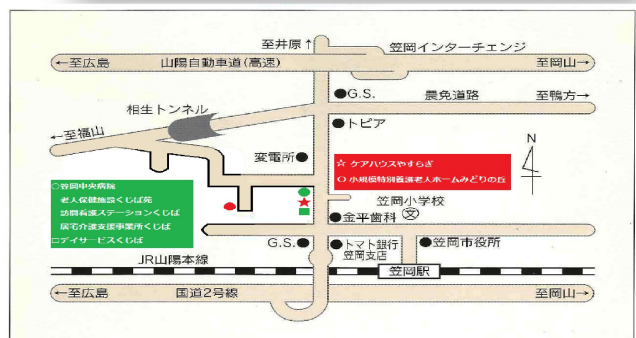 至井原↑
笠岡インターチェンジ
←至広島
山陽自動車道(高速)
至岡山→
G.S.
農免道路
至鴨方→
相生トンネル
トピア
←至福山
N
変電所
☆ ケアハウスやすらぎ
○ 小規模特別養護老人ホームみどりの丘
○笠岡中央病院
老人保健施設くじば苑
訪問看護ステーションくじば
居宅介護支援事業所くじば
□デイサービスくじば
笠岡小学校
文
金平歯科
G.S.
トマト銀行
笠岡支店
笠岡市役所
JR山陽本線
笠岡駅
←至広島
国道2号線
至岡山→